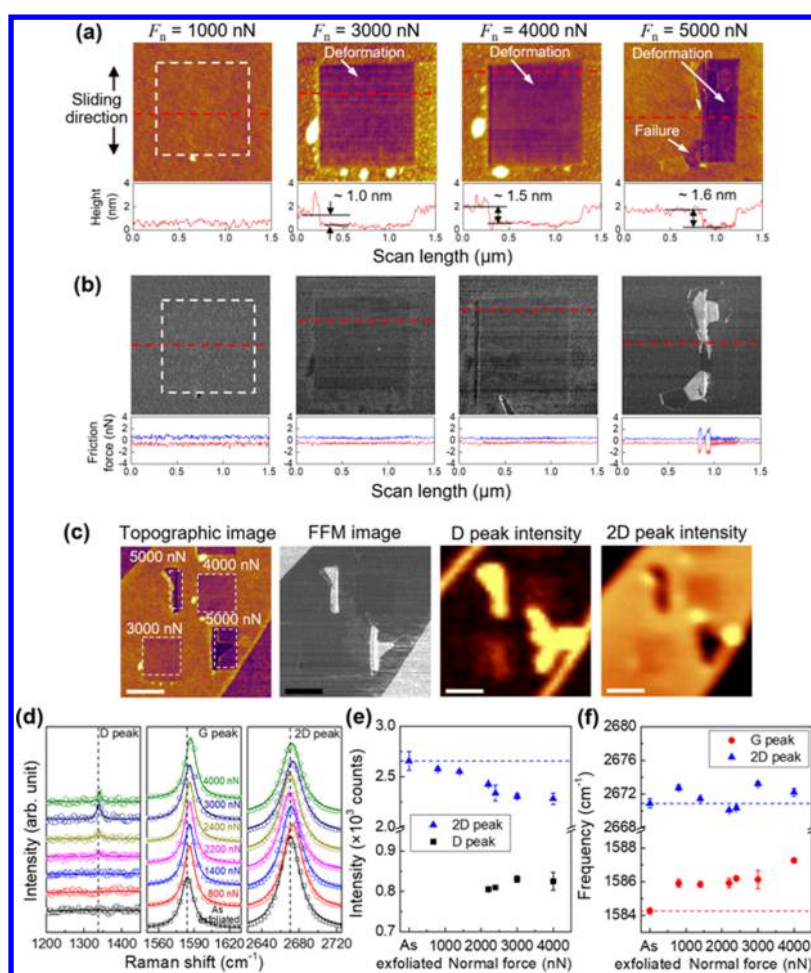 (a) Fn = 1000 nN Fn = 3000 nN Fn = 4000 nN Fn = 5000 nN
Sliding direction
Deformation Deformation Deformation
Failure
Height (nm)
4
2
0
~ 1.0 nm ~ 1.5 nm ~ 1.6 nm
0.0 0.5 1.0 1.5 0.0 0.5 1.0 1.5 0.0 0.5 1.0 1.5 0.0 0.5 1.0 1.5
Scan length (μm)
(b)
Friction force (nN)
4
2
0
-2
-4
4
2
0
-2
-4
0.0 0.5 1.0 1.5 0.0 0.5 1.0 1.5 0.0 0.5 1.0 1.5 0.0 0.5 1.0 1.5
Scan length (μm)
(c) Topographic image FFM image D peak intensity 2D peak intensity
5000 nN
4000 nN
5000 nN
3000 nN
(d)
D peak G peak 2D peak
Intensity (arb. unit)
4000 nN
3000 nN
2400 nN
2200 nN
1400 nN
800 nN
As exfoliated
1200 1300 1400 1560 1590 1620 2640 2680 2720
Raman shift (cm-1)
(e)
Intensity (×10³ counts)
3.0
2.5
0.9
0.8
0.7
2D peak
D peak
As exfoliated 1000 2000 3000 4000
Normal force (nN)
(f)
Frequency (cm-1)
2680
2676
2672
2668
1588
1586
1584
G peak
2D peak
As exfoliated 1000 2000 3000 4000
Normal force (nN)